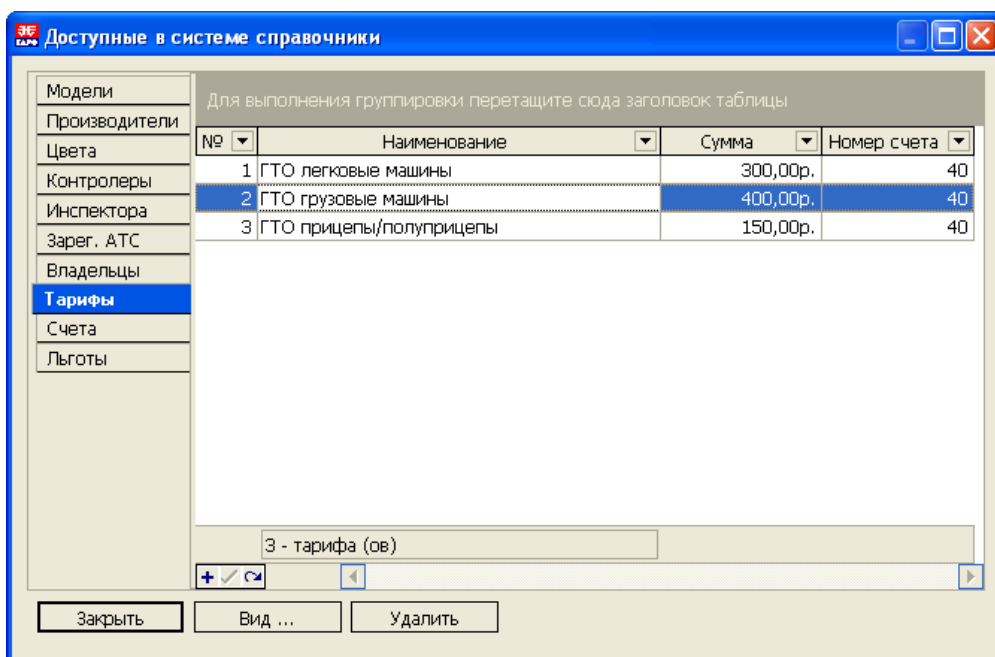 Доступные в системе справочники
Модели
Производители
Цвета
Контролеры
Инспектора
Зарег. АТС
Владельцы
Тарифы
Счета
Льготы
Для выполнения группировки перетащите сюда заголовок таблицы
№ Наименование Сумма Номер счета
1 ГТО легковые машины 300,00р. 40
2 ГТО грузовые машины 400,00р. 40
3 ГТО прицепы/полуприцепы 150,00р. 40
3 - тарифа (ов)
Закрыть Вид ... Удалить